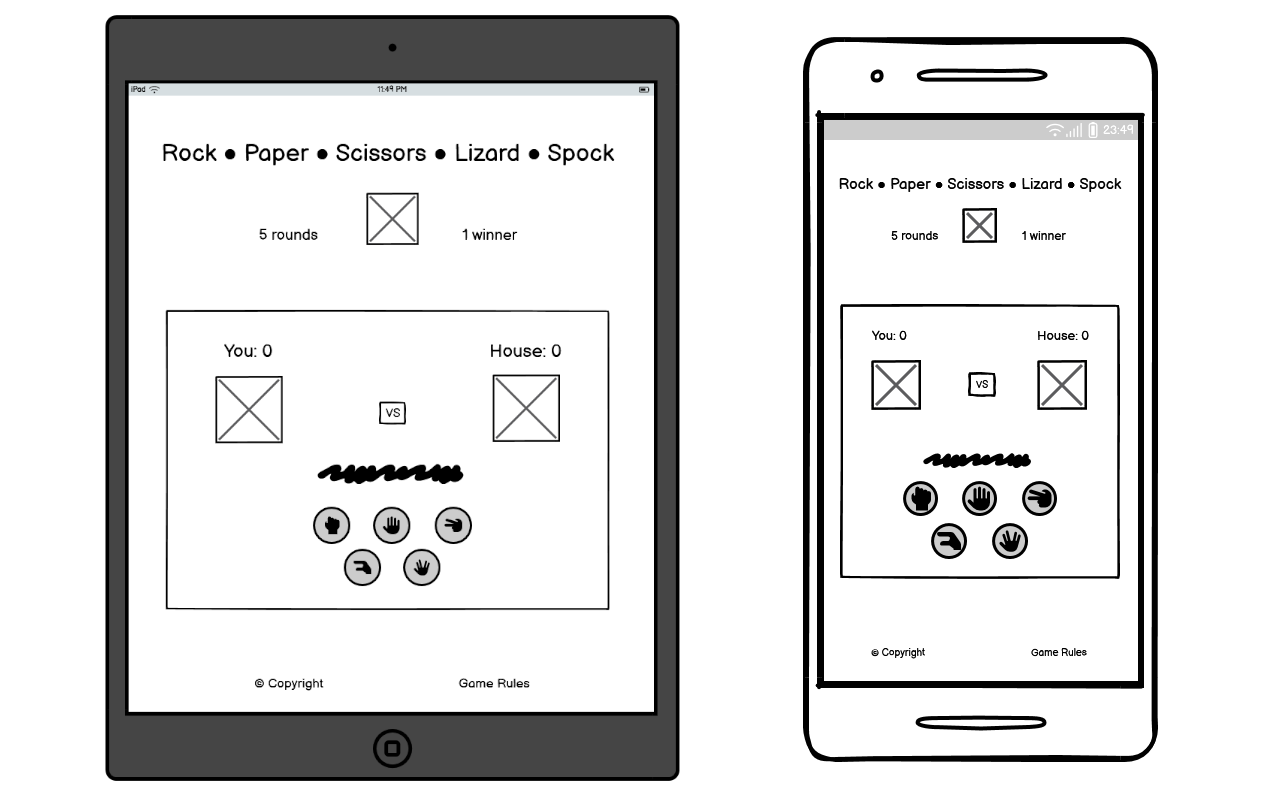 iPad 11:49 PM
Rock ● Paper ● Scissors ● Lizard ● Spock
5 rounds 1 winner
You: 0 House: 0
VS
© Copyright Game Rules
23:49
Rock ● Paper ● Scissors ● Lizard ● Spock
5 rounds 1 winner
You: 0 House: 0
VS
© Copyright Game Rules